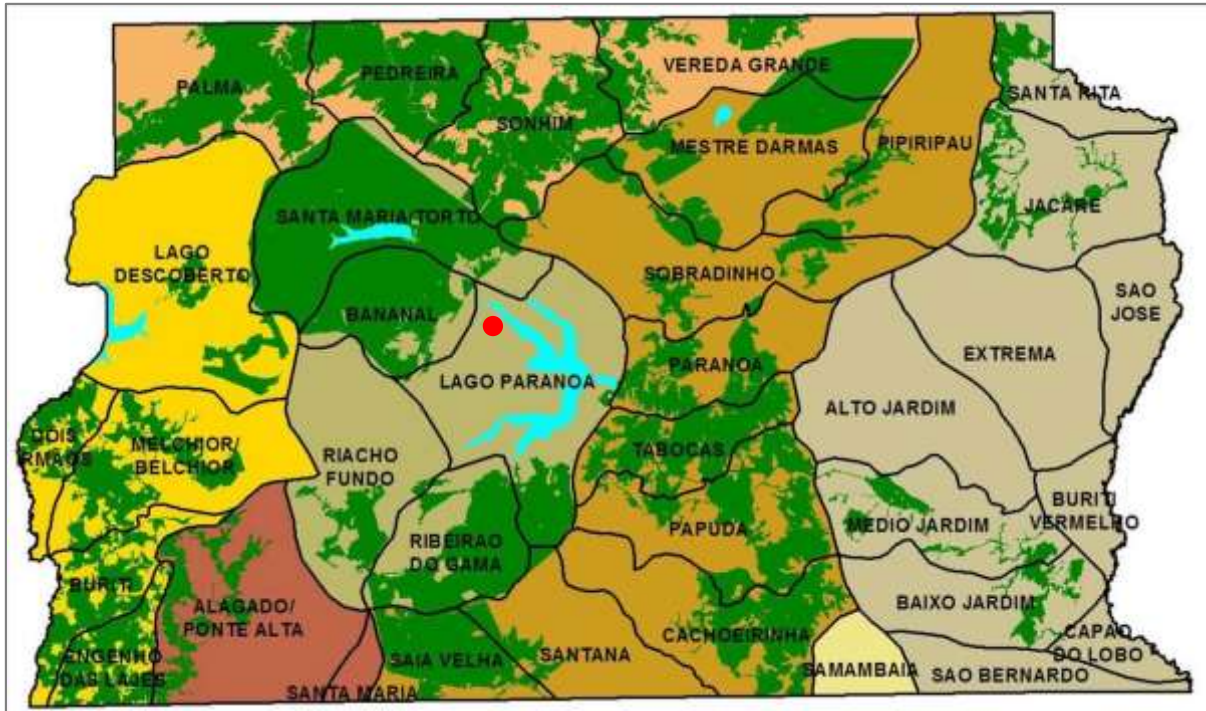 PALMA
PEDREIRA
SONHIM
VEREDA GRANDE
MESTRE DARMAS
PIPIRIPAU
SANTA RITA
JACARE
SANTA MARIA/TORTO
LAGO
DESCOBERTO
BANANAL
SOBRADINHO
SAO
JOSE
EXTREMA
PARANOA
LAGO PARANOA
ALTO JARDIM
DOIS
IRMAOS
MELCHIOR/
BELCHIOR
RIACHO
FUNDO
TABOCAS
BURITI
VERMELHO
PAPUDA
MEDIO JARDIM
RIBEIRAO
DO GAMA
BURITI
ALAGADO/
PONTE ALTA
BAIXO JARDIM
CAPAO
DO LOBO
CACHOEIRINHA
ENGENHO
DAS LAJES
SAIA VELHA
SANTANA
SAMAMBAIA
SAO BERNARDO
SANTA MARIA